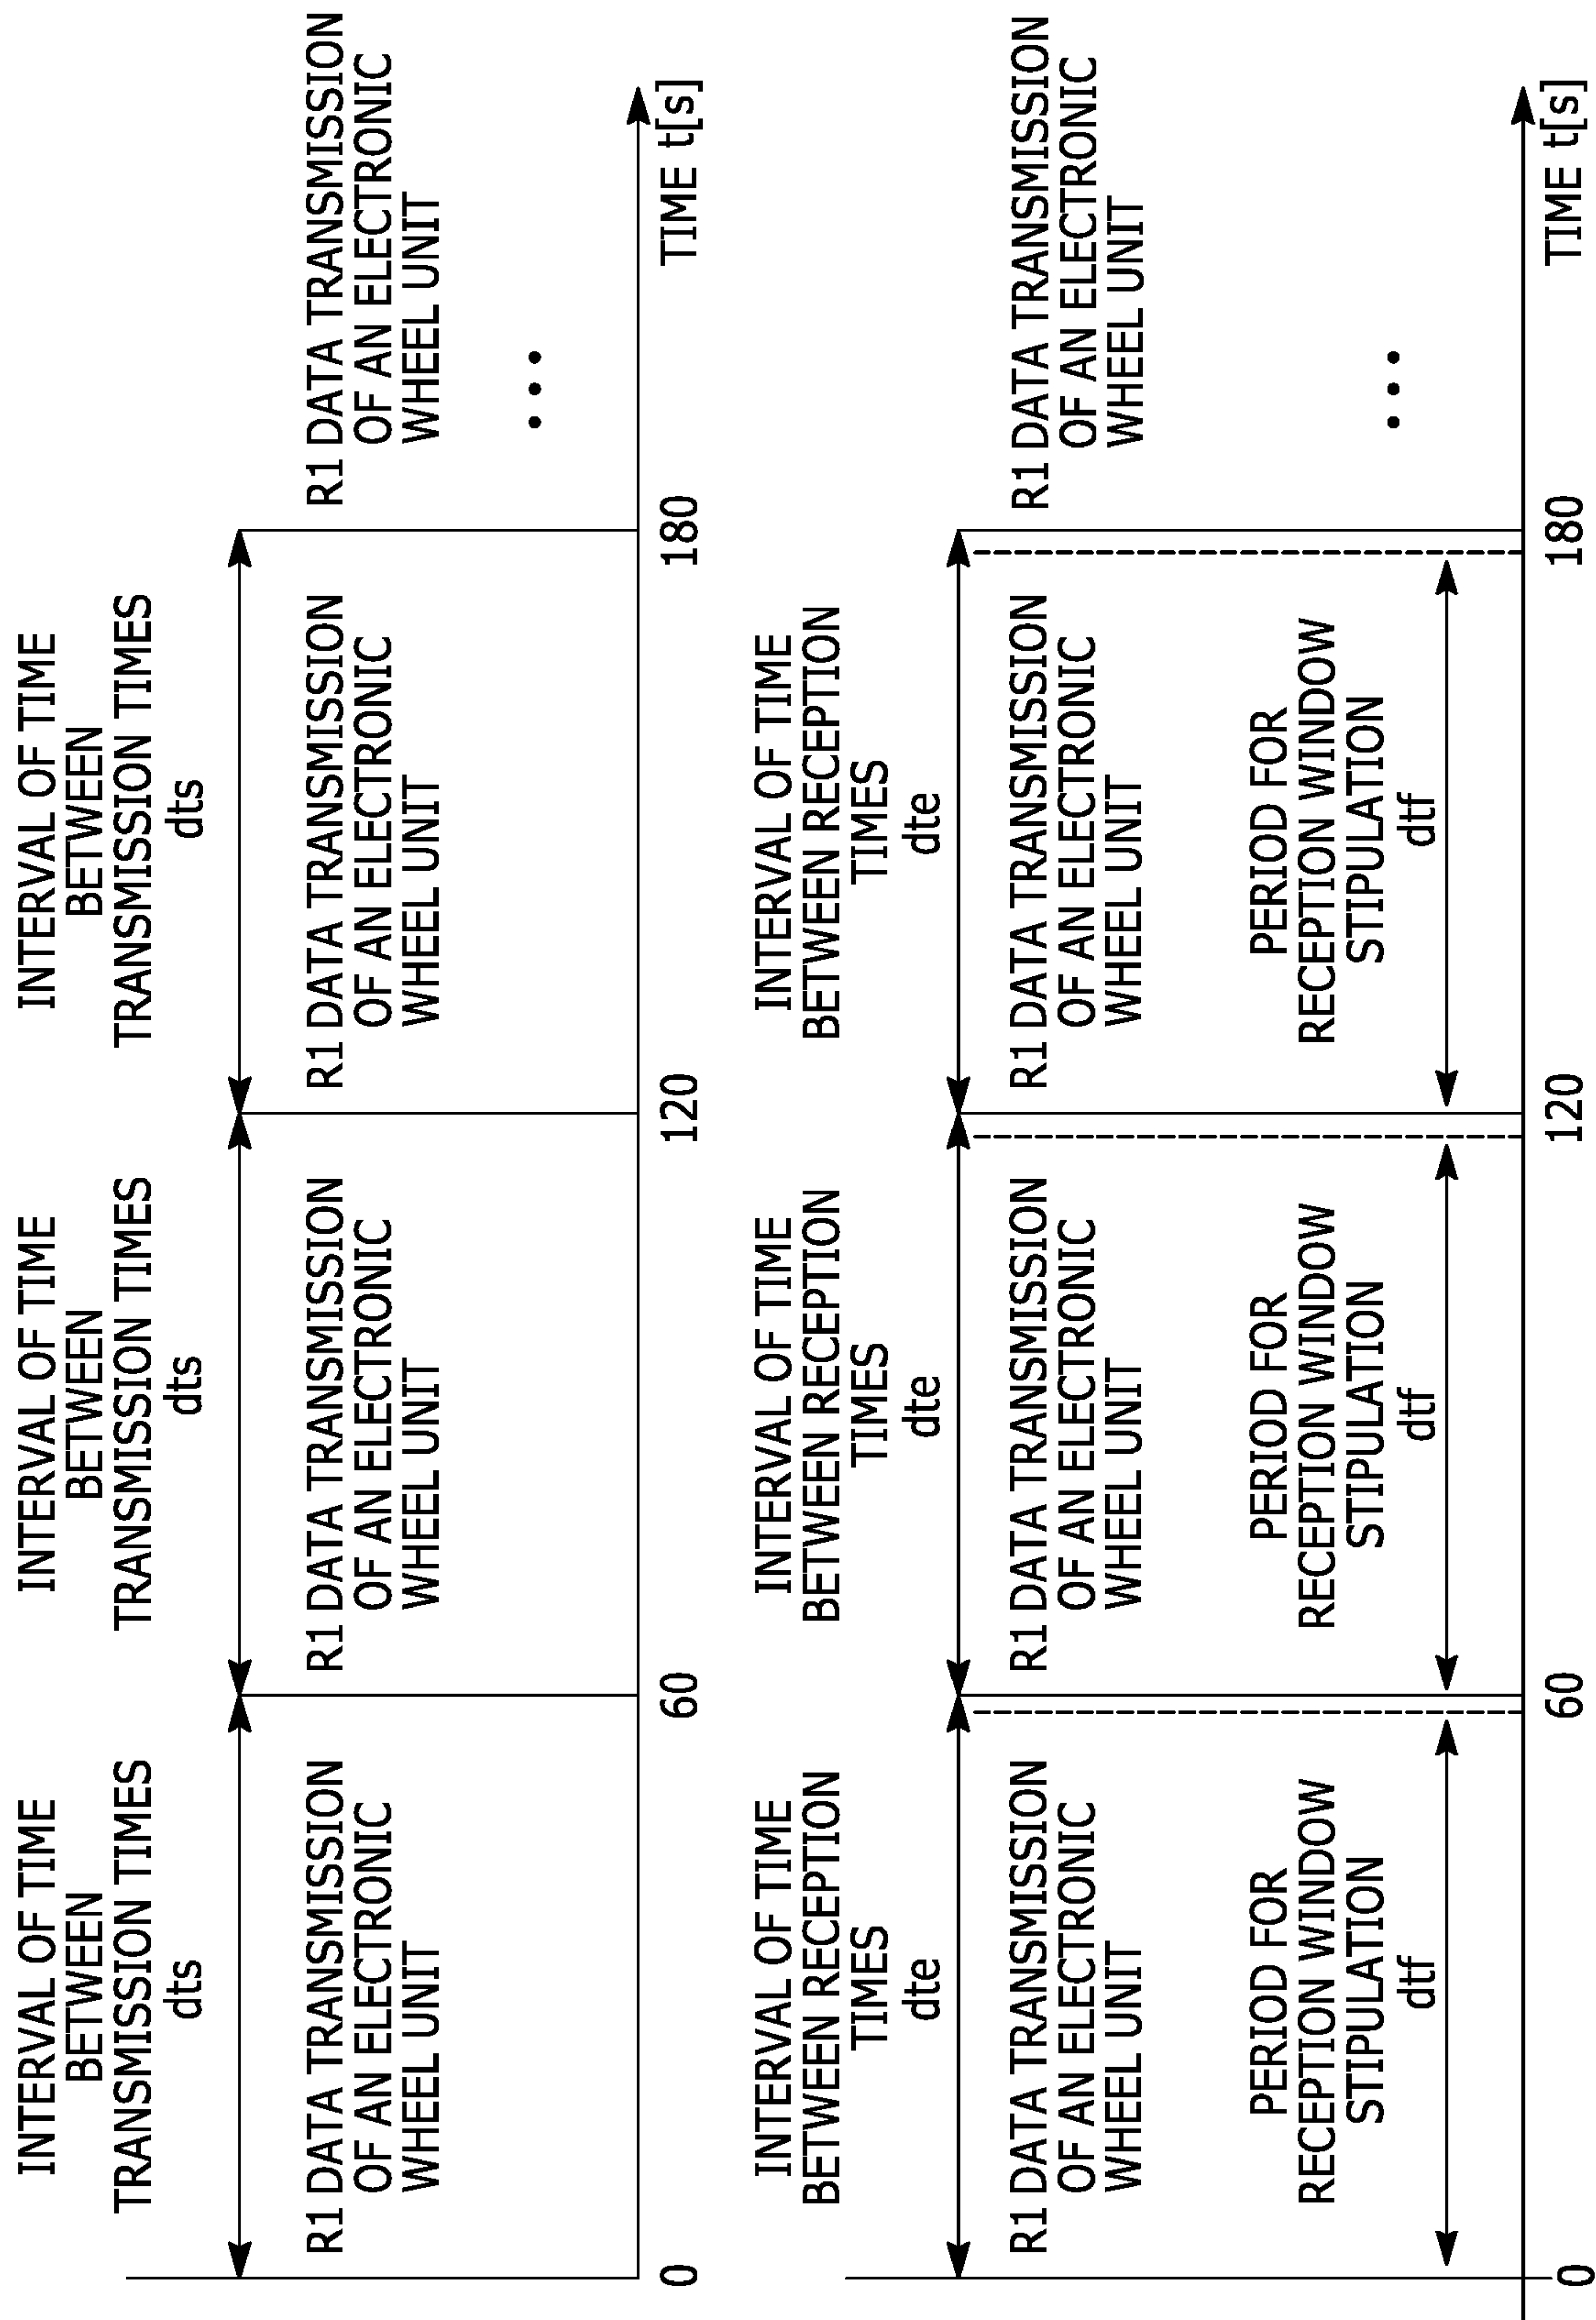 INTERVAL OF TIME
BETWEEN
TRANSMISSION TIMES
dts
INTERVAL OF TIME
BETWEEN
TRANSMISSION TIMES
dts
INTERVAL OF TIME
BETWEEN
TRANSMISSION TIMES
dts
R1 DATA TRANSMISSION
OF AN ELECTRONIC
WHEEL UNIT
R1 DATA TRANSMISSION
OF AN ELECTRONIC
WHEEL UNIT
R1 DATA TRANSMISSION
OF AN ELECTRONIC
WHEEL UNIT
R1 DATA TRANSMISSION
OF AN ELECTRONIC
WHEEL UNIT
...
0
60
120
180
TIME t[s]
INTERVAL OF TIME
BETWEEN RECEPTION
TIMES
dte
INTERVAL OF TIME
BETWEEN RECEPTION
TIMES
dte
INTERVAL OF TIME
BETWEEN RECEPTION
TIMES
dte
R1 DATA TRANSMISSION
OF AN ELECTRONIC
WHEEL UNIT
R1 DATA TRANSMISSION
OF AN ELECTRONIC
WHEEL UNIT
R1 DATA TRANSMISSION
OF AN ELECTRONIC
WHEEL UNIT
R1 DATA TRANSMISSION
OF AN ELECTRONIC
WHEEL UNIT
PERIOD FOR
RECEPTION WINDOW
STIPULATION
dtf
PERIOD FOR
RECEPTION WINDOW
STIPULATION
dtf
PERIOD FOR
RECEPTION WINDOW
STIPULATION
dtf
...
0
60
120
180
TIME t[s]